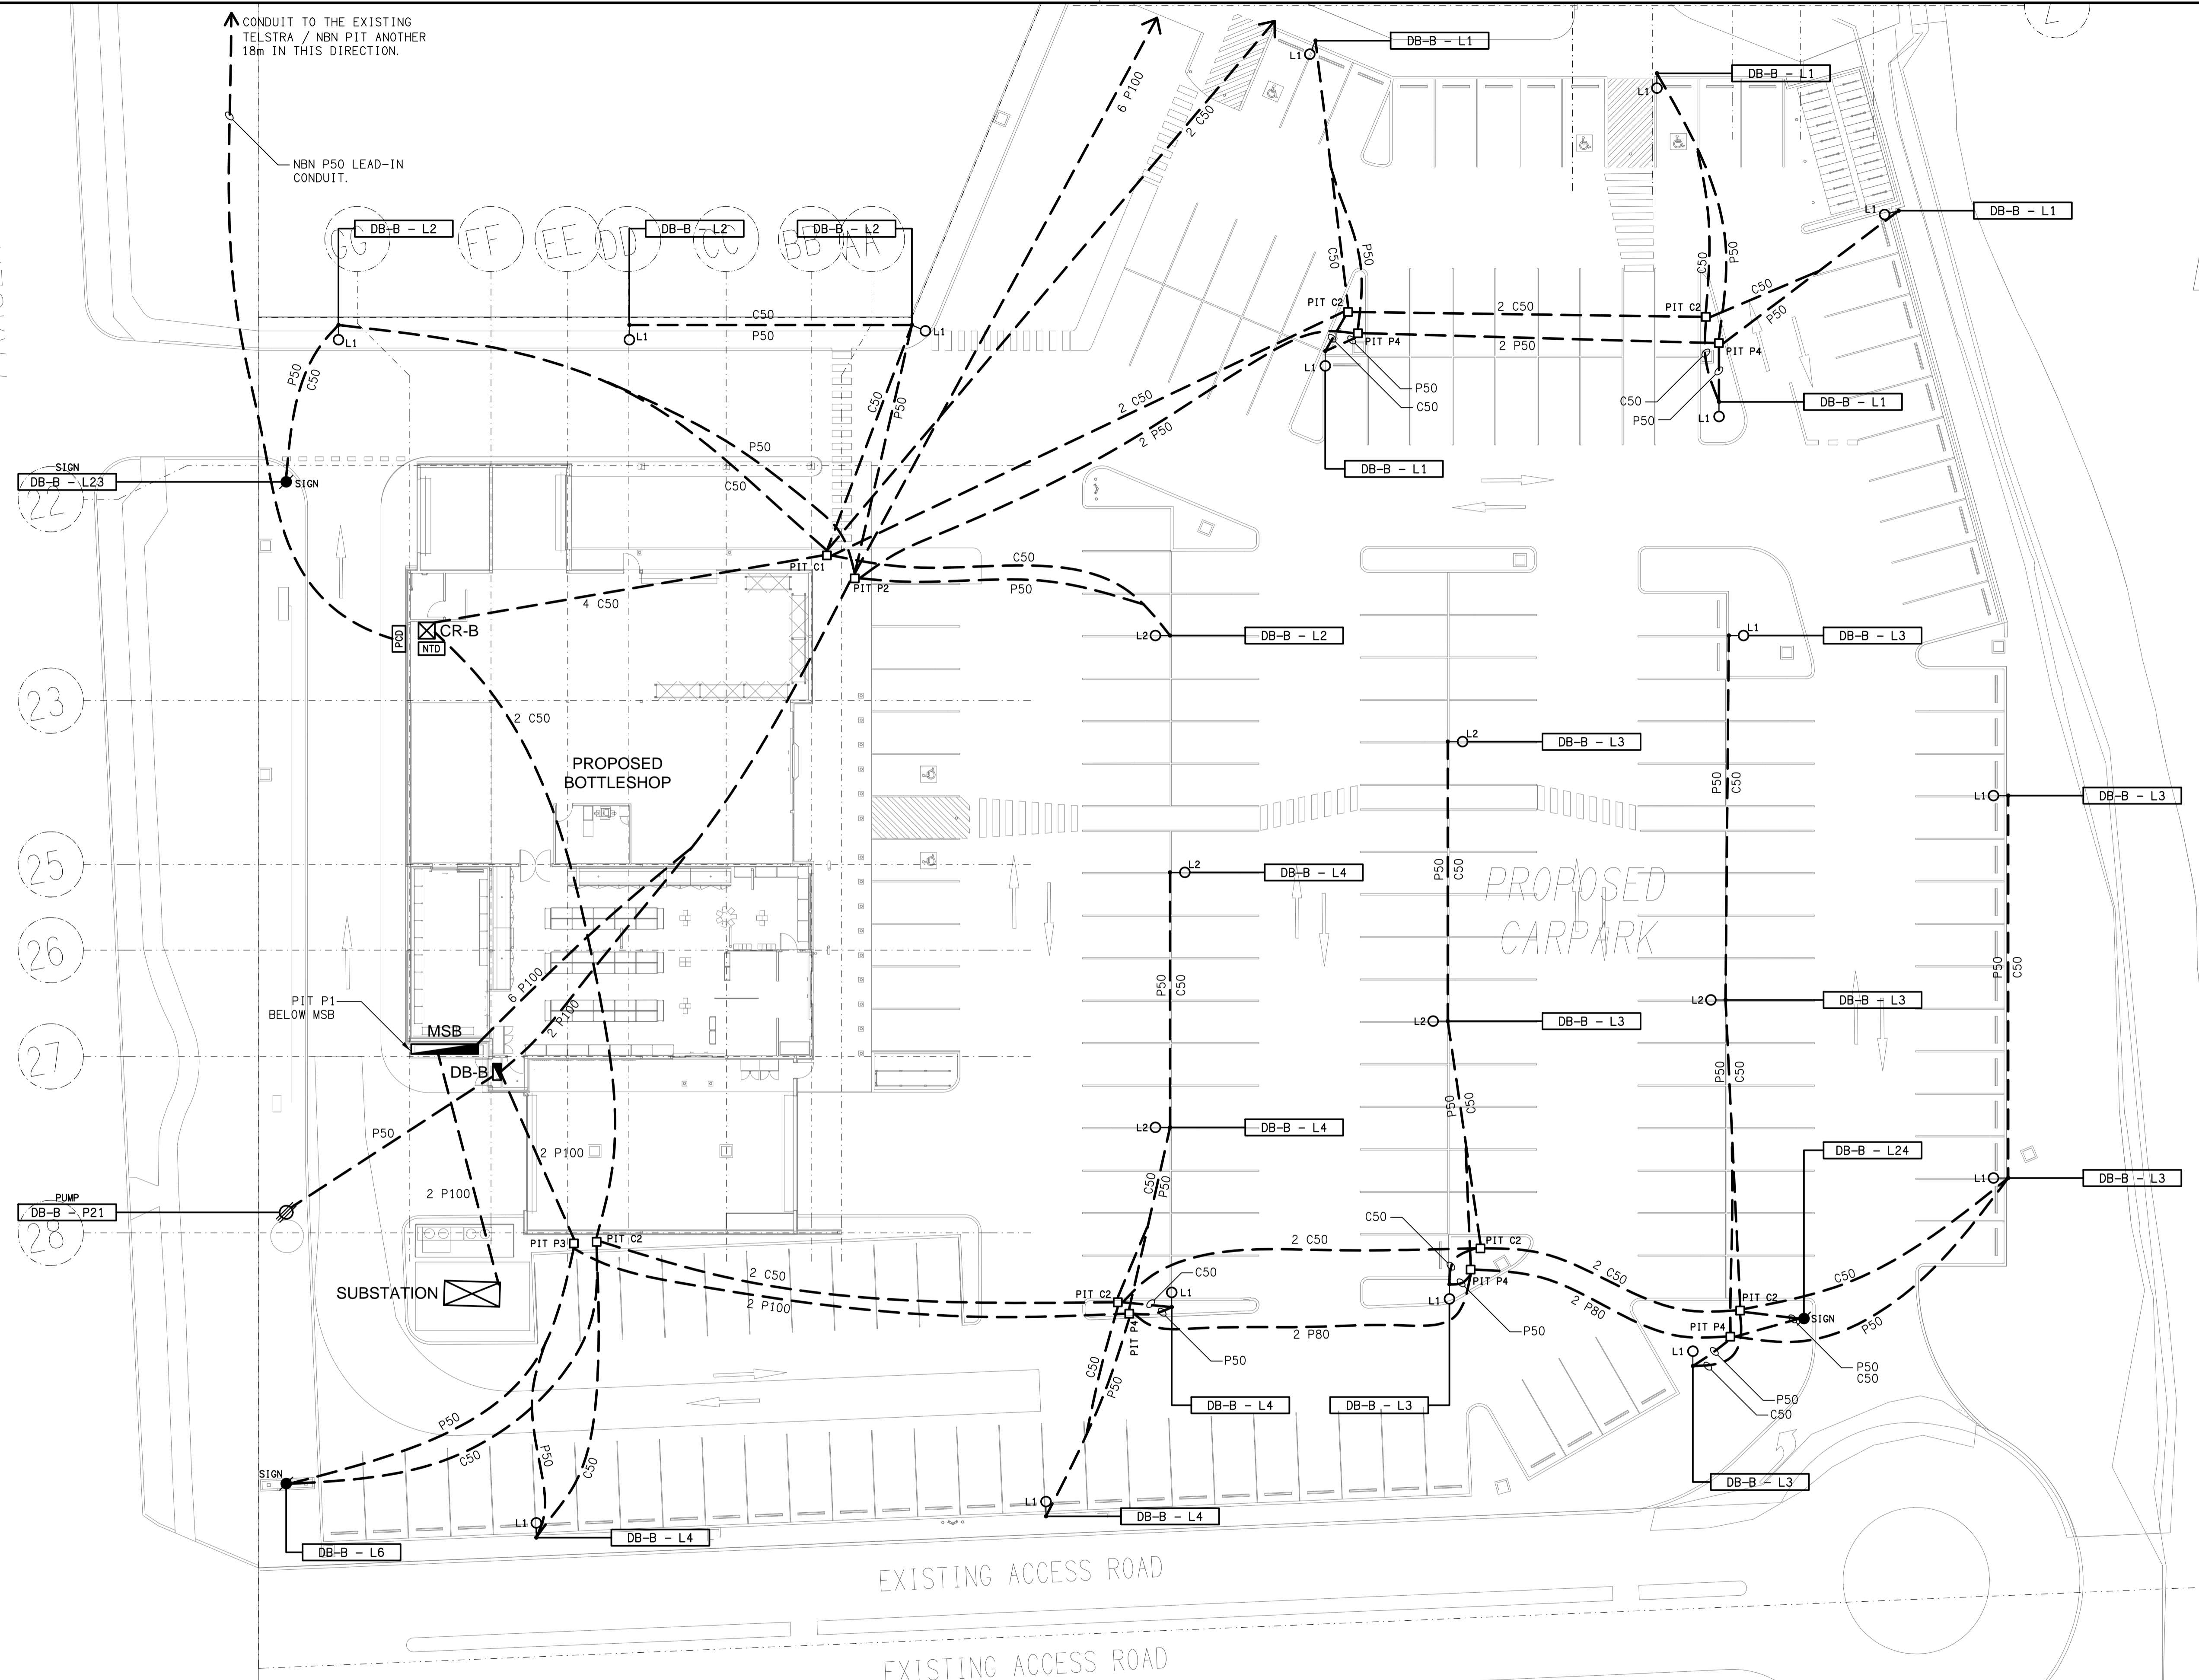 CONDUIT TO THE EXISTING
TELSTRA / NBN PIT ANOTHER
18m IN THIS DIRECTION.
NBN P50 LEAD-IN
CONDUIT.
6 P100
2 C50
L1
DB-B - L1
L1
DB-B - L1
L1
DB-B - L1
GG
FF
EE
DD
CC
BB
AA
DB-B - L2
DB-B - L2
DB-B - L2
L1
L1
L1
C50
P50
P50
C50
C50
P50
C50
P50
C50
P50
C50
P50
PIT C2
2 C50
PIT C2
PIT P4
2 P50
PIT P4
L1
P50
C50
C50
P50
L1
DB-B - L1
DB-B - L1
2 C50
2 P50
P50
C50
SIGN
DB-B - L23
SIGN
22
PIT C1
PIT P2
4 C50
C50
P50
PCD
CR-B
NTD
L2
DB-B - L2
L1
DB-B - L3
23
2 C50
PROPOSED
BOTTLESHOP
L2
DB-B - L3
P50
C50
L1
DB-B - L3
25
L2
DB-B - L4
P50
C50
PROPOSED
CARPARK
26
P50
C50
P50
C50
6 P100
2 P100
PIT P1
BELOW MSB
MSB
27
DB-B
L2
DB-B - L3
L2
DB-B - L3
P50
C50
P50
C50
P50
2 P100
L2
DB-B - L4
DB-B - L24
C50
P50
L1
DB-B - L3
2 P100
PUMP
DB-B - P21
28
PIT P3
PIT C2
C50
2 C50
PIT C2
2 C50
2 P100
PIT C2
C50
L1
PIT P4
L1
PIT P4
P50
2 P80
P50
2 C50
2 P80
PIT C2
PIT P4
SIGN
C50
P50
L1
P50
C50
P50
C50
SUBSTATION
C50
P50
DB-B - L4
DB-B - L3
DB-B - L3
P50
C50
P50
C50
SIGN
DB-B - L6
L1
DB-B - L4
L1
DB-B - L4
EXISTING ACCESS ROAD
EXISTING ACCESS ROAD